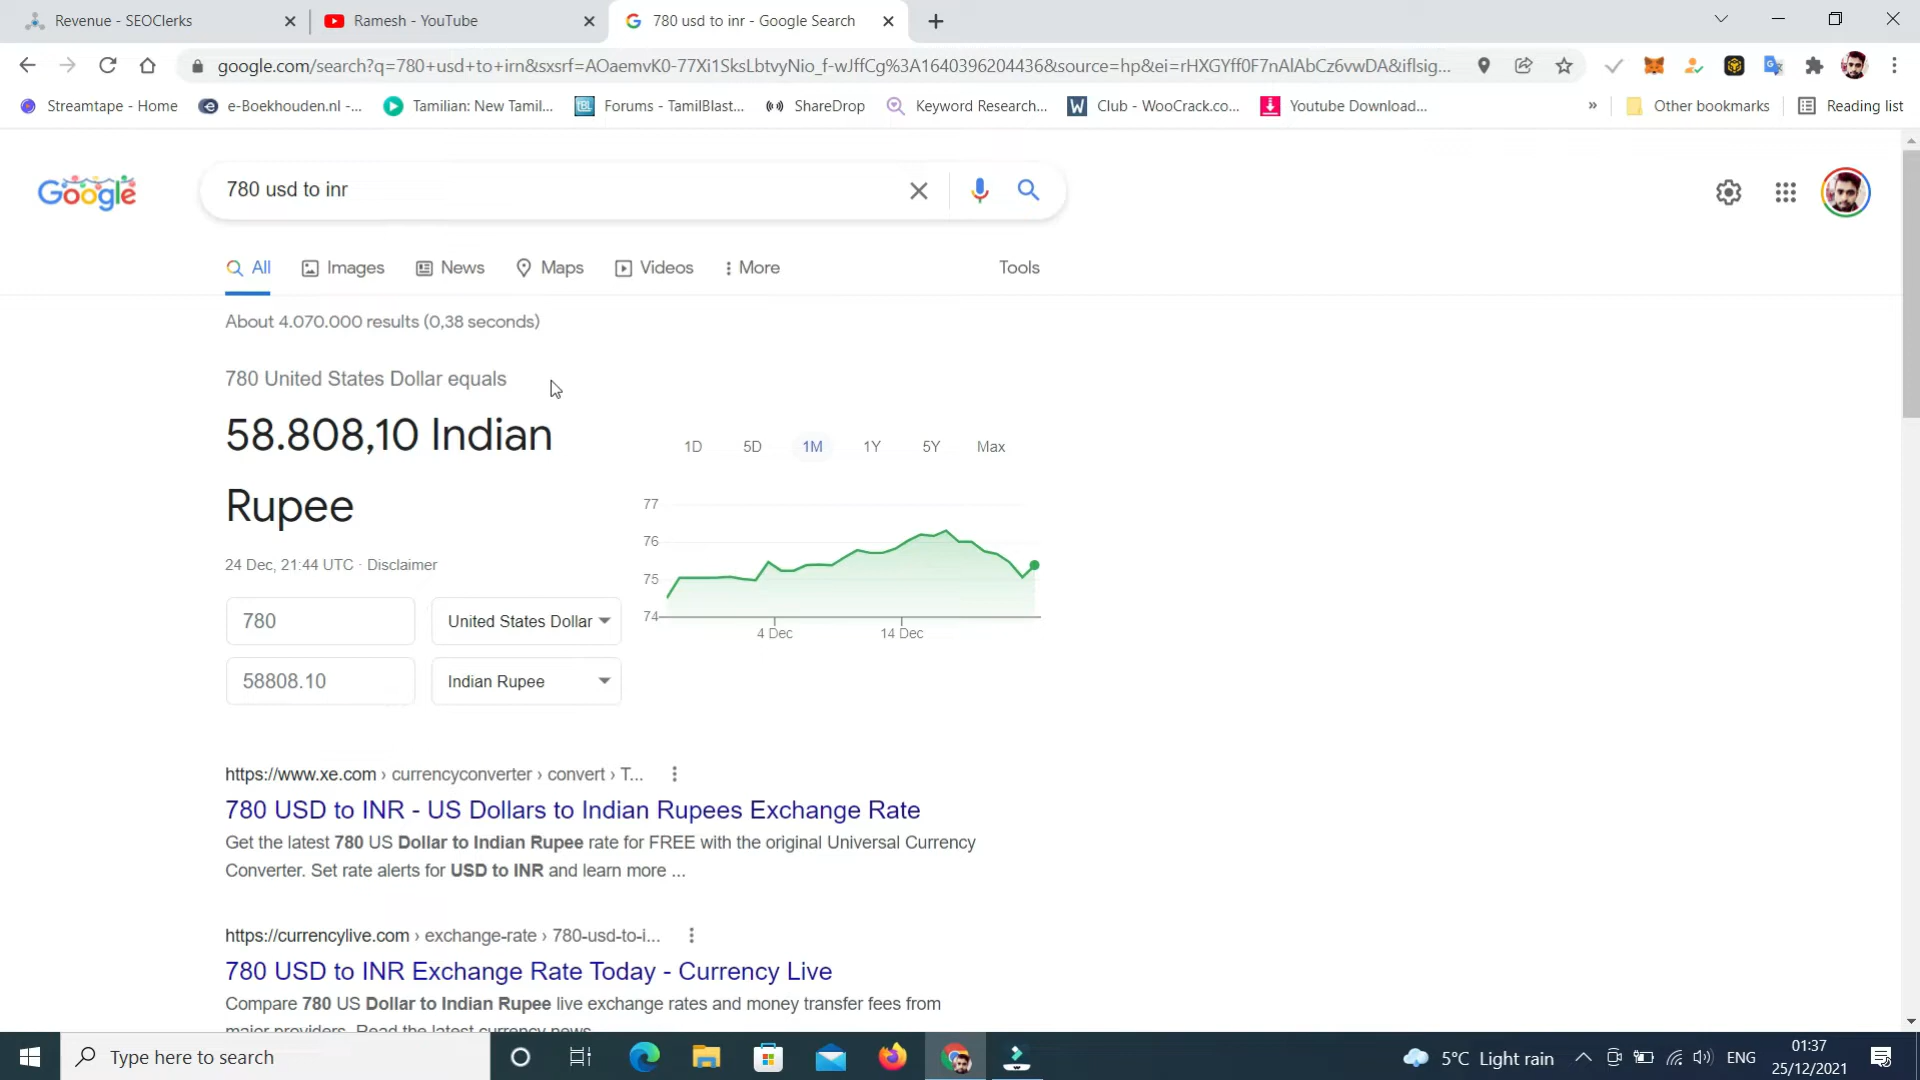 Revenue - SEOClerks
Ramesh - YouTube
780 usd to inr - Google Search
google.com/search?q=780+usd+to+irn&sxsrf=AOaemvK0-77Xi1SksLbtvyNio_f-wJffCg%3A1640396204436&source=hp&ei=rHXGYff0F7nAlAbCz6vwDA&iflsig...
Streamtape - Home
e-Boekhouden.nl -...
Tamilian: New Tamil...
Forums - TamilBlast...
ShareDrop
Keyword Research...
Club - WooCrack.co...
Youtube Download...
»
Other bookmarks
Reading list
Google
780 usd to inr
All
Images
News
Maps
Videos
More
Tools
About 4.070.000 results (0,38 seconds)
780 United States Dollar equals
58.808,10 Indian
Rupee
24 Dec, 21:44 UTC · Disclaimer
780
United States Dollar
58808.10
Indian Rupee
1D 5D 1M 1Y 5Y Max
77
76
75
74
4 Dec 14 Dec
https://www.xe.com › currencyconverter › convert › T...
780 USD to INR - US Dollars to Indian Rupees Exchange Rate
Get the latest 780 US Dollar to Indian Rupee rate for FREE with the original Universal Currency
Converter. Set rate alerts for USD to INR and learn more ...
https://currencylive.com › exchange-rate › 780-usd-to-i...
780 USD to INR Exchange Rate Today - Currency Live
Compare 780 US Dollar to Indian Rupee live exchange rates and money transfer fees from
major providers. Read the latest currency news
Type here to search
5°C Light rain
ENG
01:37
25/12/2021